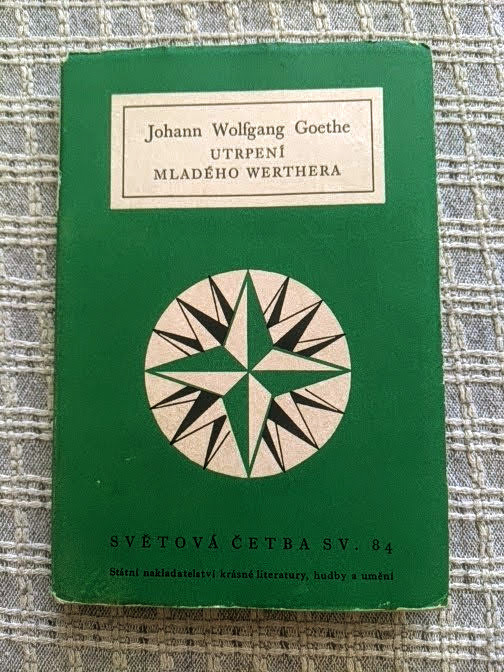 Johann Wolfgang Goethe
UTRPENÍ
MLADÉHO WERTHERA
SVĚTOVÁ ČETBA SV. 84
Státní nakladatelství krásné literatury, hudby a umění